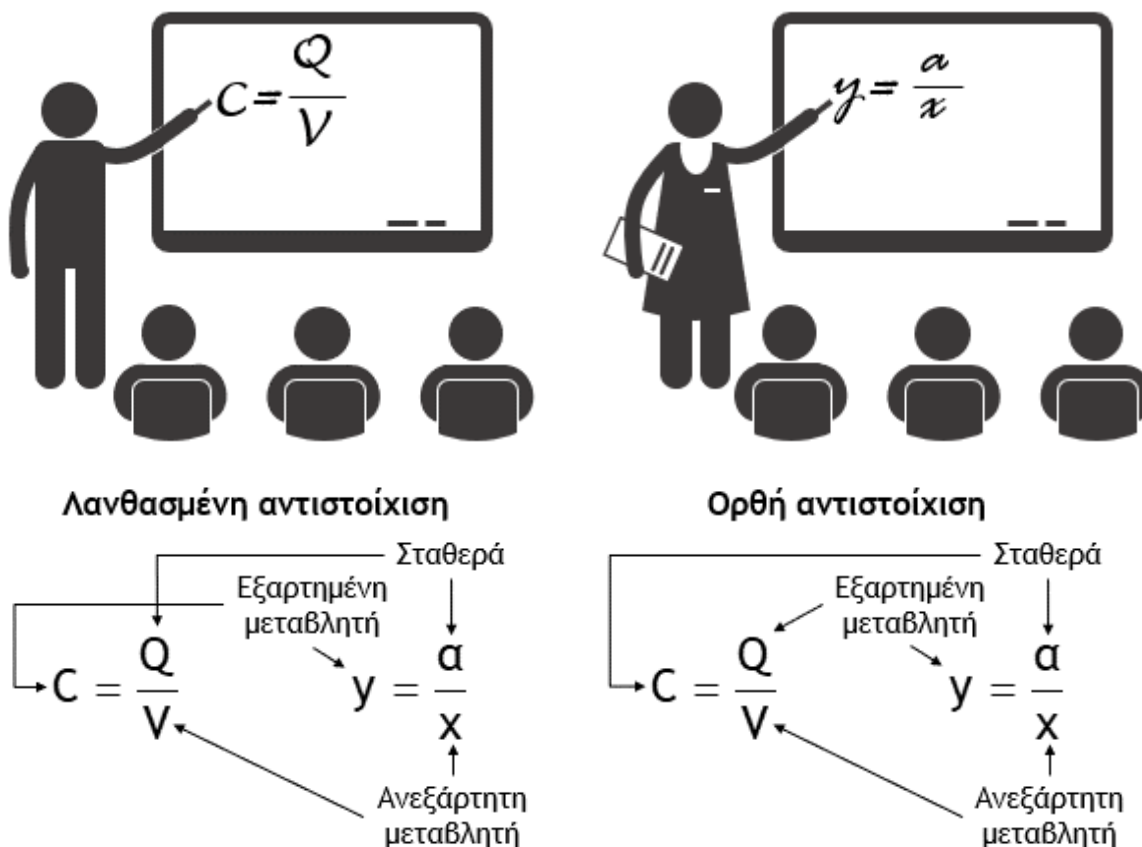 C = Q/V
y = a/x
Λανθασμένη αντιστοίχιση
Σταθερά
Εξαρτημένη
μεταβλητή
C = Q/V
y = α/x
Ανεξάρτητη
μεταβλητή
Ορθή αντιστοίχιση
Σταθερά
Εξαρτημένη
μεταβλητή
C = Q/V
y = α/x
Ανεξάρτητη
μεταβλητή